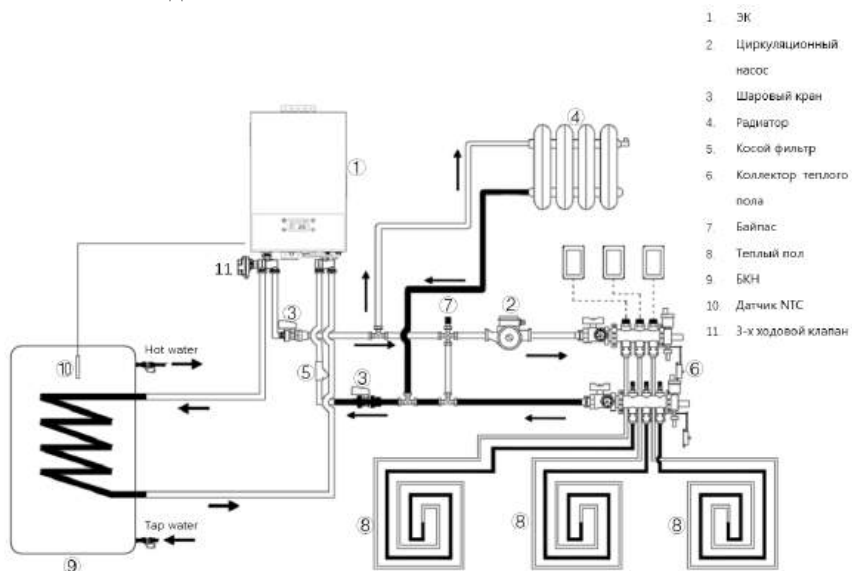 1. ЭК
2. Циркуляционный
насос
3. Шаровый кран
4. Радиатор
5. Косой фильтр
6. Коллектор теплого
пола
7. Байпас
8. Теплый пол
9. БКН
10. Датчик NTC
11. 3-х ходовой клапан
4
1
11
3
7
2
Hot water
10
5
3
6
Tap water
8
8
8
9